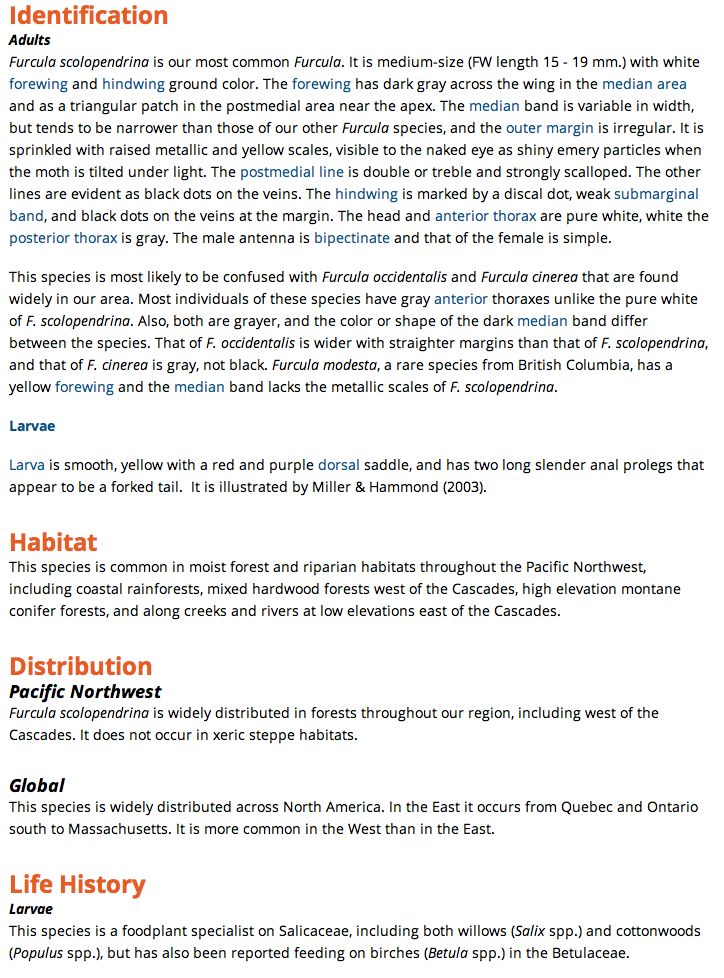 Identification
Adults
Furcula scolopendrina is our most common Furcula. It is medium-size (FW length 15 - 19 mm.) with white
forewing and hindwing ground color. The forewing has dark gray across the wing in the median area
and as a triangular patch in the postmedial area near the apex. The median band is variable in width,
but tends to be narrower than those of our other Furcula species, and the outer margin is irregular. It is
sprinkled with raised metallic and yellow scales, visible to the naked eye as shiny emery particles when
the moth is tilted under light. The postmedial line is double or treble and strongly scalloped. The other
lines are evident as black dots on the veins. The hindwing is marked by a discal dot, weak submarginal
band, and black dots on the veins at the margin. The head and anterior thorax are pure white, white the
posterior thorax is gray. The male antenna is bipectinate and that of the female is simple.
This species is most likely to be confused with Furcula occidentalis and Furcula cinerea that are found
widely in our area. Most individuals of these species have gray anterior thoraxes unlike the pure white
of F. scolopendrina. Also, both are grayer, and the color or shape of the dark median band differ
between the species. That of F. occidentalis is wider with straighter margins than that of F. scolopendrina,
and that of F. cinerea is gray, not black. Furcula modesta, a rare species from British Columbia, has a
yellow forewing and the median band lacks the metallic scales of F. scolopendrina.
Larvae
Larva is smooth, yellow with a red and purple dorsal saddle, and has two long slender anal prolegs that
appear to be a forked tail.  It is illustrated by Miller & Hammond (2003).
Habitat
This species is common in moist forest and riparian habitats throughout the Pacific Northwest,
including coastal rainforests, mixed hardwood forests west of the Cascades, high elevation montane
conifer forests, and along creeks and rivers at low elevations east of the Cascades.
Distribution
Pacific Northwest
Furcula scolopendrina is widely distributed in forests throughout our region, including west of the
Cascades. It does not occur in xeric steppe habitats.
Global
This species is widely distributed across North America. In the East it occurs from Quebec and Ontario
south to Massachusetts. It is more common in the West than in the East.
Life History
Larvae
This species is a foodplant specialist on Salicaceae, including both willows (Salix spp.) and cottonwoods
(Populus spp.), but has also been reported feeding on birches (Betula spp.) in the Betulaceae.